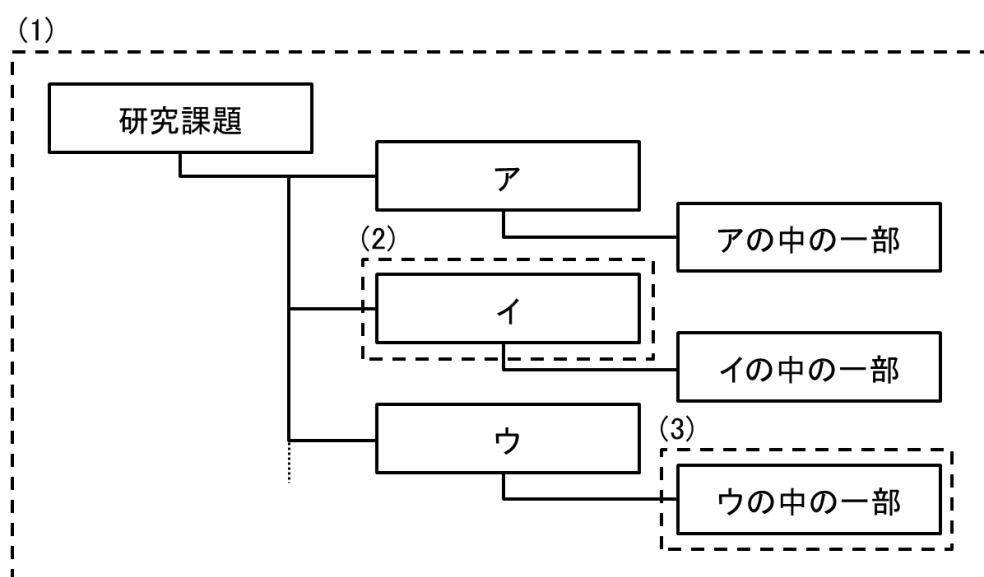 (1)
研究課題
ア
アの中の一部
(2)
イ
イの中の一部
ウ
(3)
ウの中の一部